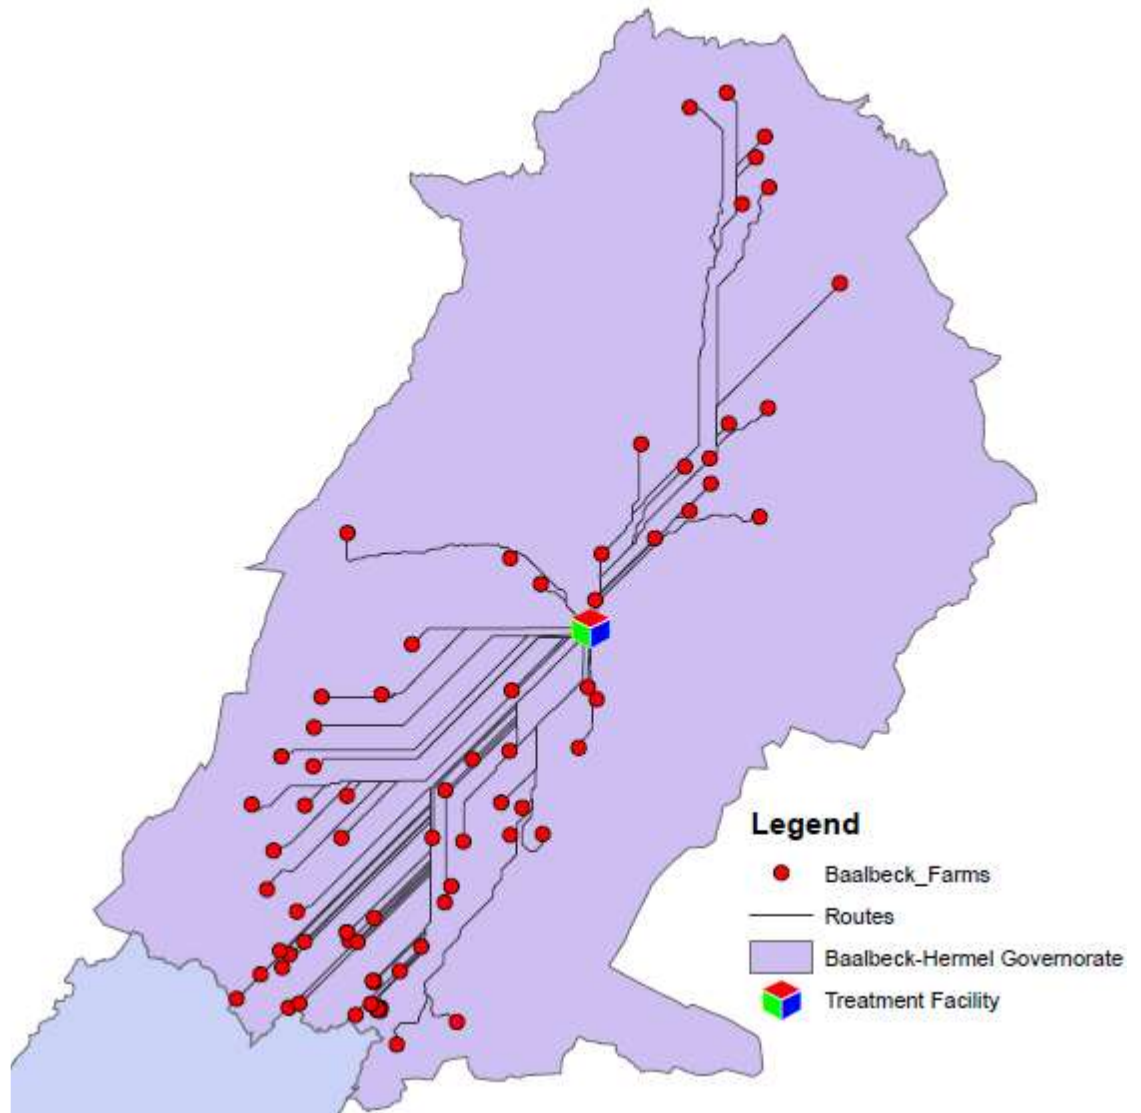 Legend
Baalbeck_Farms
Routes
Baalbeck-Hermel Governorate
Treatment Facility